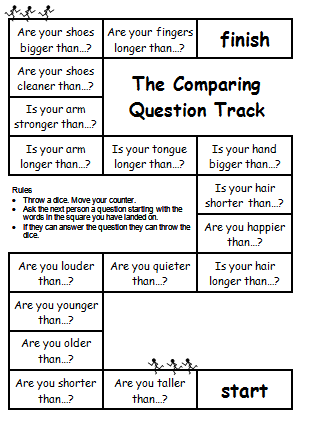 Are your shoes
bigger than...?
Are your fingers
longer than...?
finish
Are your shoes
cleaner than...?
The Comparing
Question Track
Is your arm
stronger than...?
Is your arm
longer than...?
Is your tongue
longer than...?
Is your hand
bigger than...?
Rules
• Throw a dice. Move your counter.
• Ask the next person a question starting with the
words in the square you have landed on.
• If they can answer the question they can throw the
dice.
Is your hair
shorter than...?
Are you happier
than...?
Are you louder
than...?
Are you quieter
than...?
Is your hair
longer than...?
Are you younger
than...?
Are you older
than...?
Are you shorter
than...?
Are you taller
than...?
start